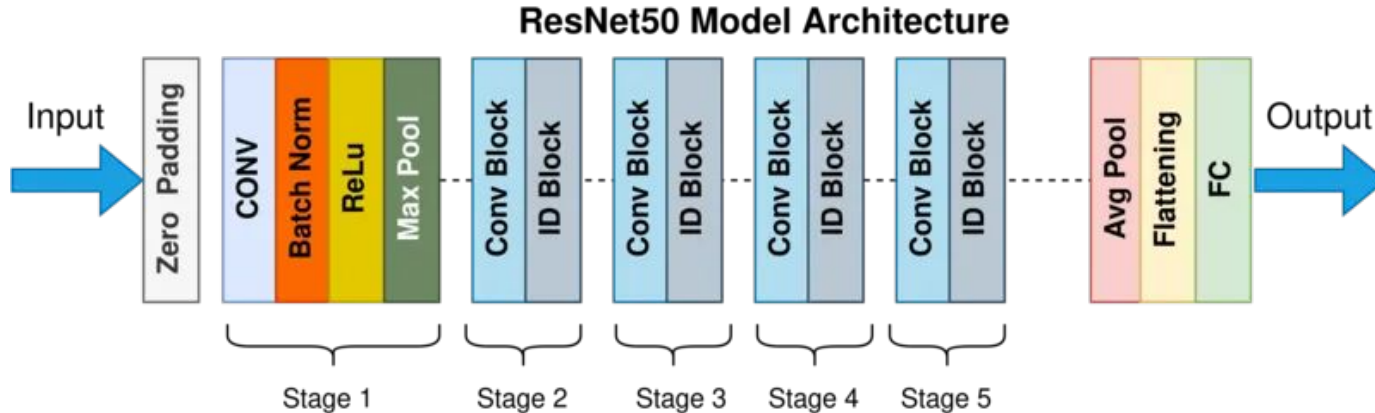 ResNet50 Model Architecture
Input
Zero Padding
CONV
Batch Norm
ReLu
Max Pool
Conv Block
ID Block
Conv Block
ID Block
Conv Block
ID Block
Conv Block
ID Block
Avg Pool
Flattening
FC
Output
Stage 1
Stage 2
Stage 3
Stage 4
Stage 5